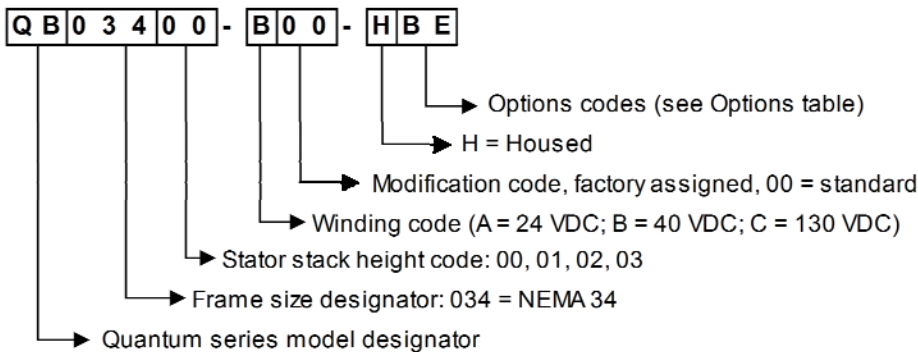 QB03400 - B00 - HBE
Options codes (see Options table)
H = Housed
Modification code, factory assigned, 00 = standard
Winding code (A = 24 VDC; B = 40 VDC; C = 130 VDC)
Stator stack height code: 00, 01, 02, 03
Frame size designator: 034 = NEMA 34
Quantum series model designator